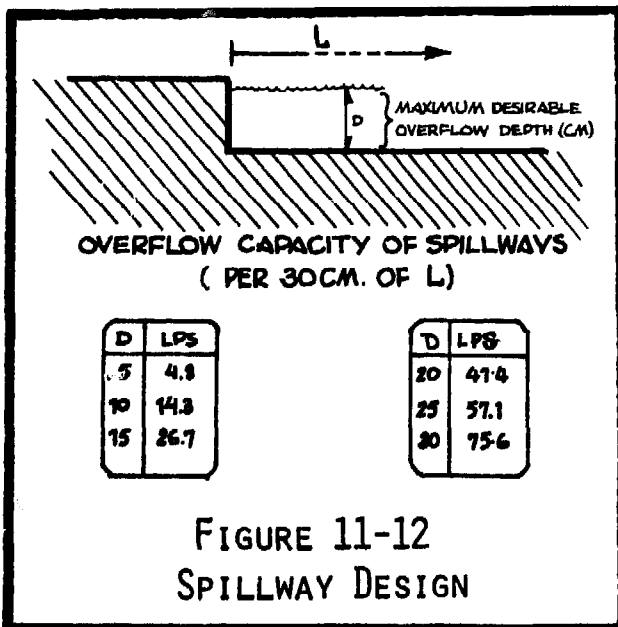 L
D
MAXIMUM DESIRABLE
OVERFLOW DEPTH (CM)
OVERFLOW CAPACITY OF SPILLWAYS
( PER 30CM. OF L)
D LPS
5 4.8
10 14.3
15 26.7
D LPS
20 41.4
25 57.1
30 75.6
FIGURE 11-12
SPILLWAY DESIGN